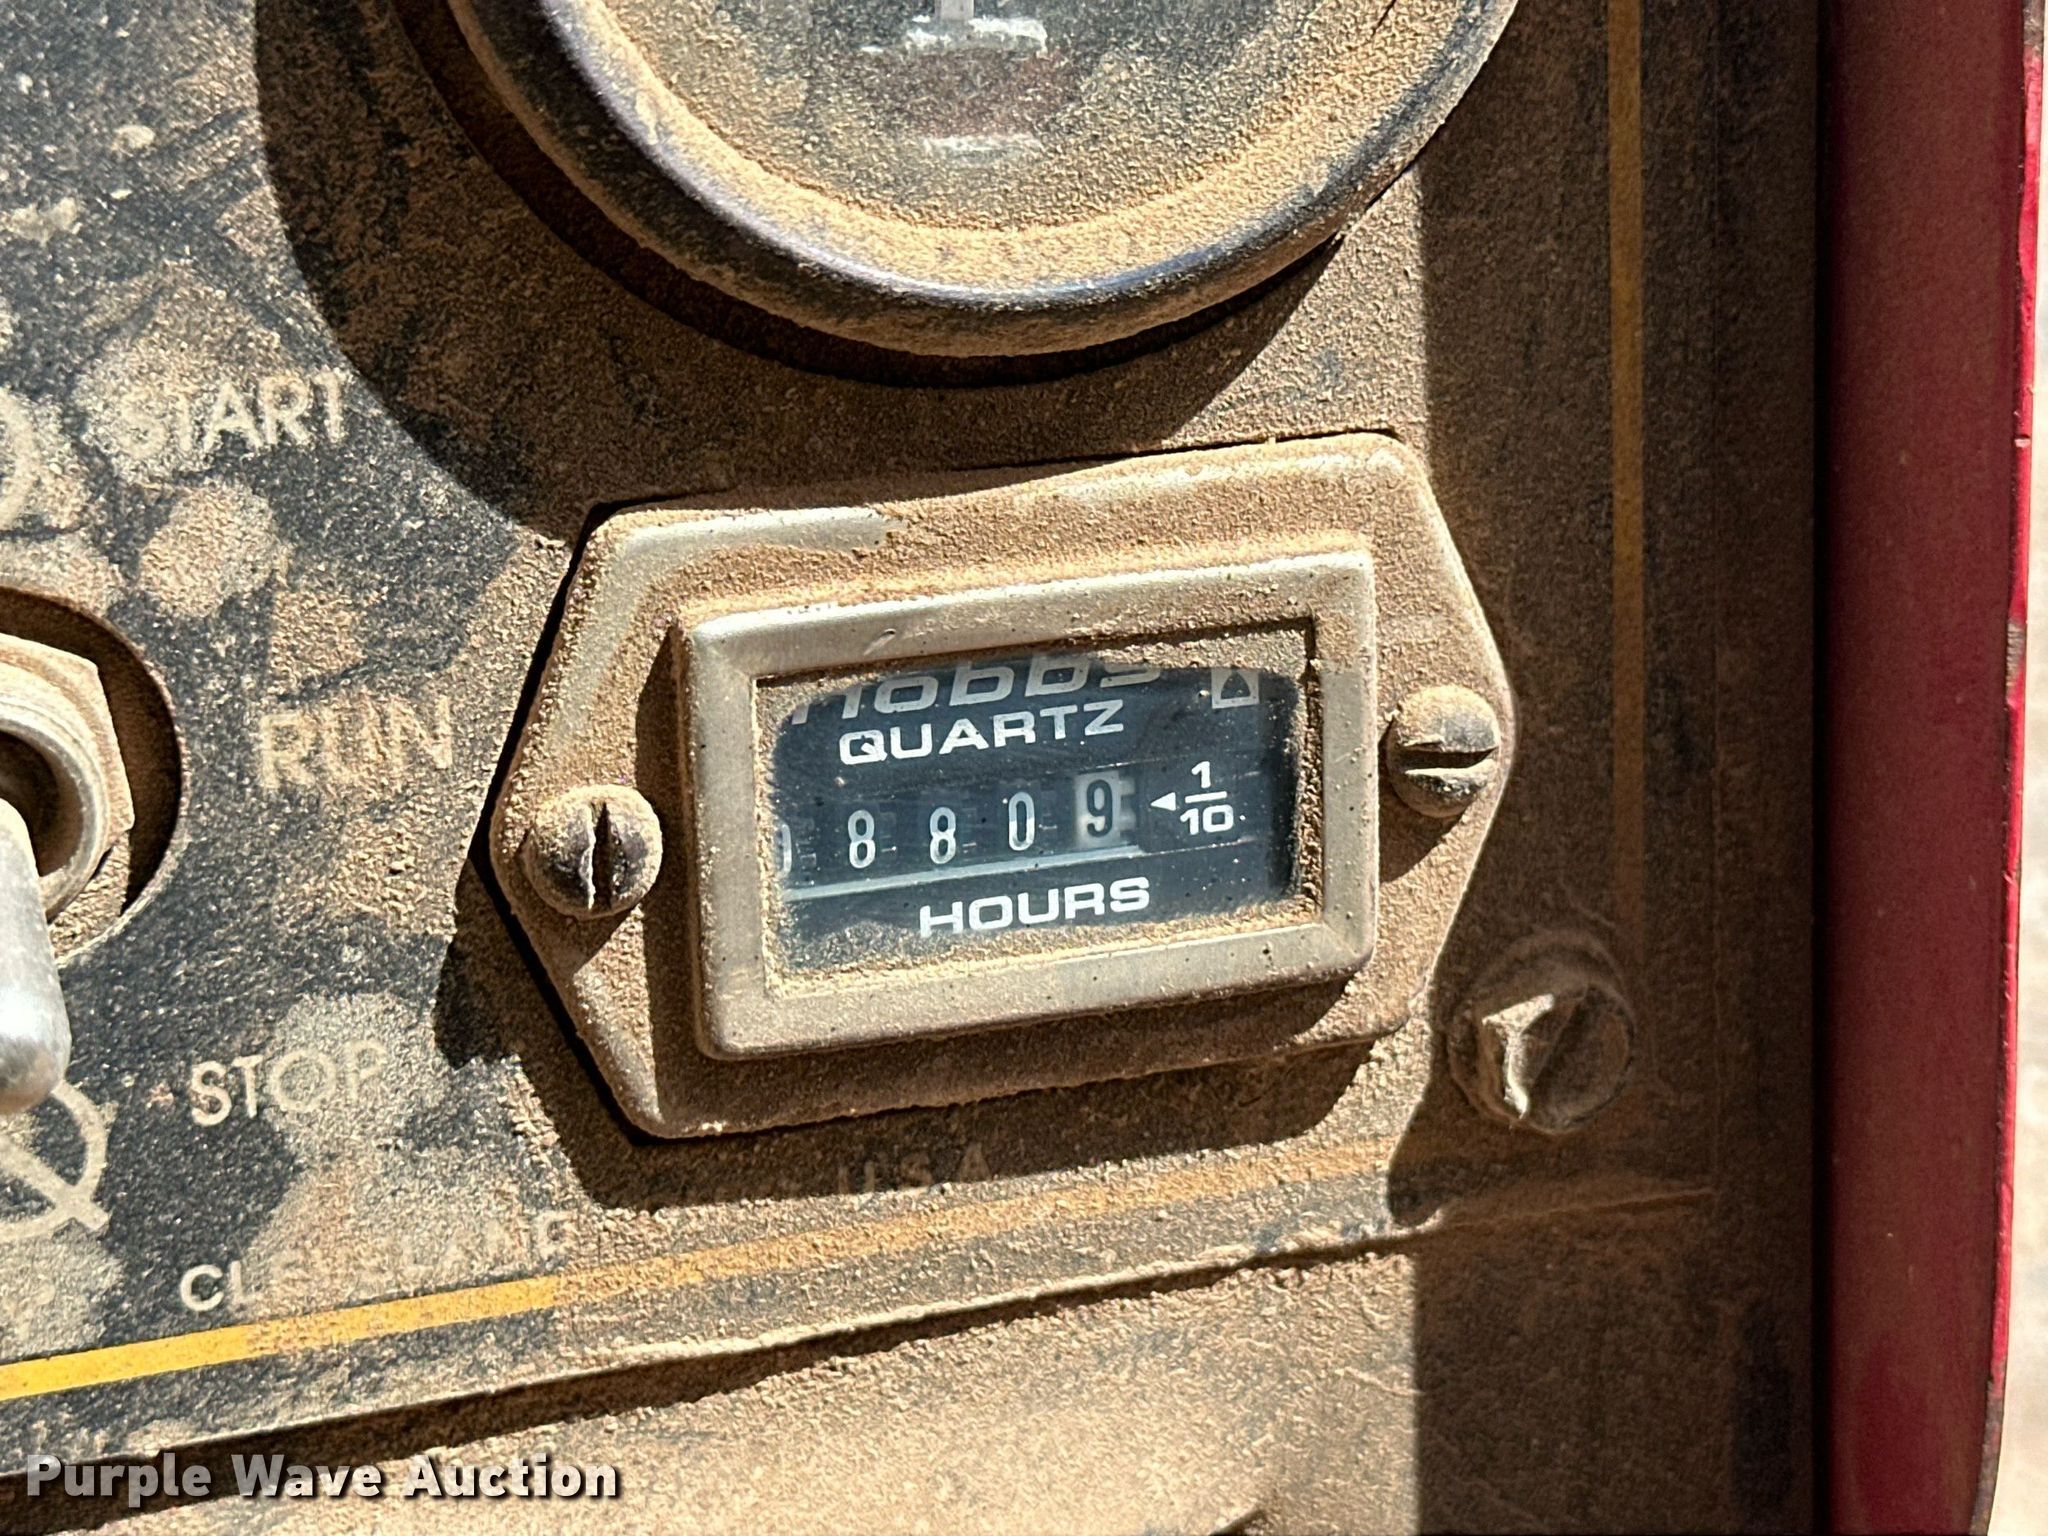 START
RUN
Hobbs
QUARTZ
08809
1/10
HOURS
STOP
U.S.A
Purple Wave Auction